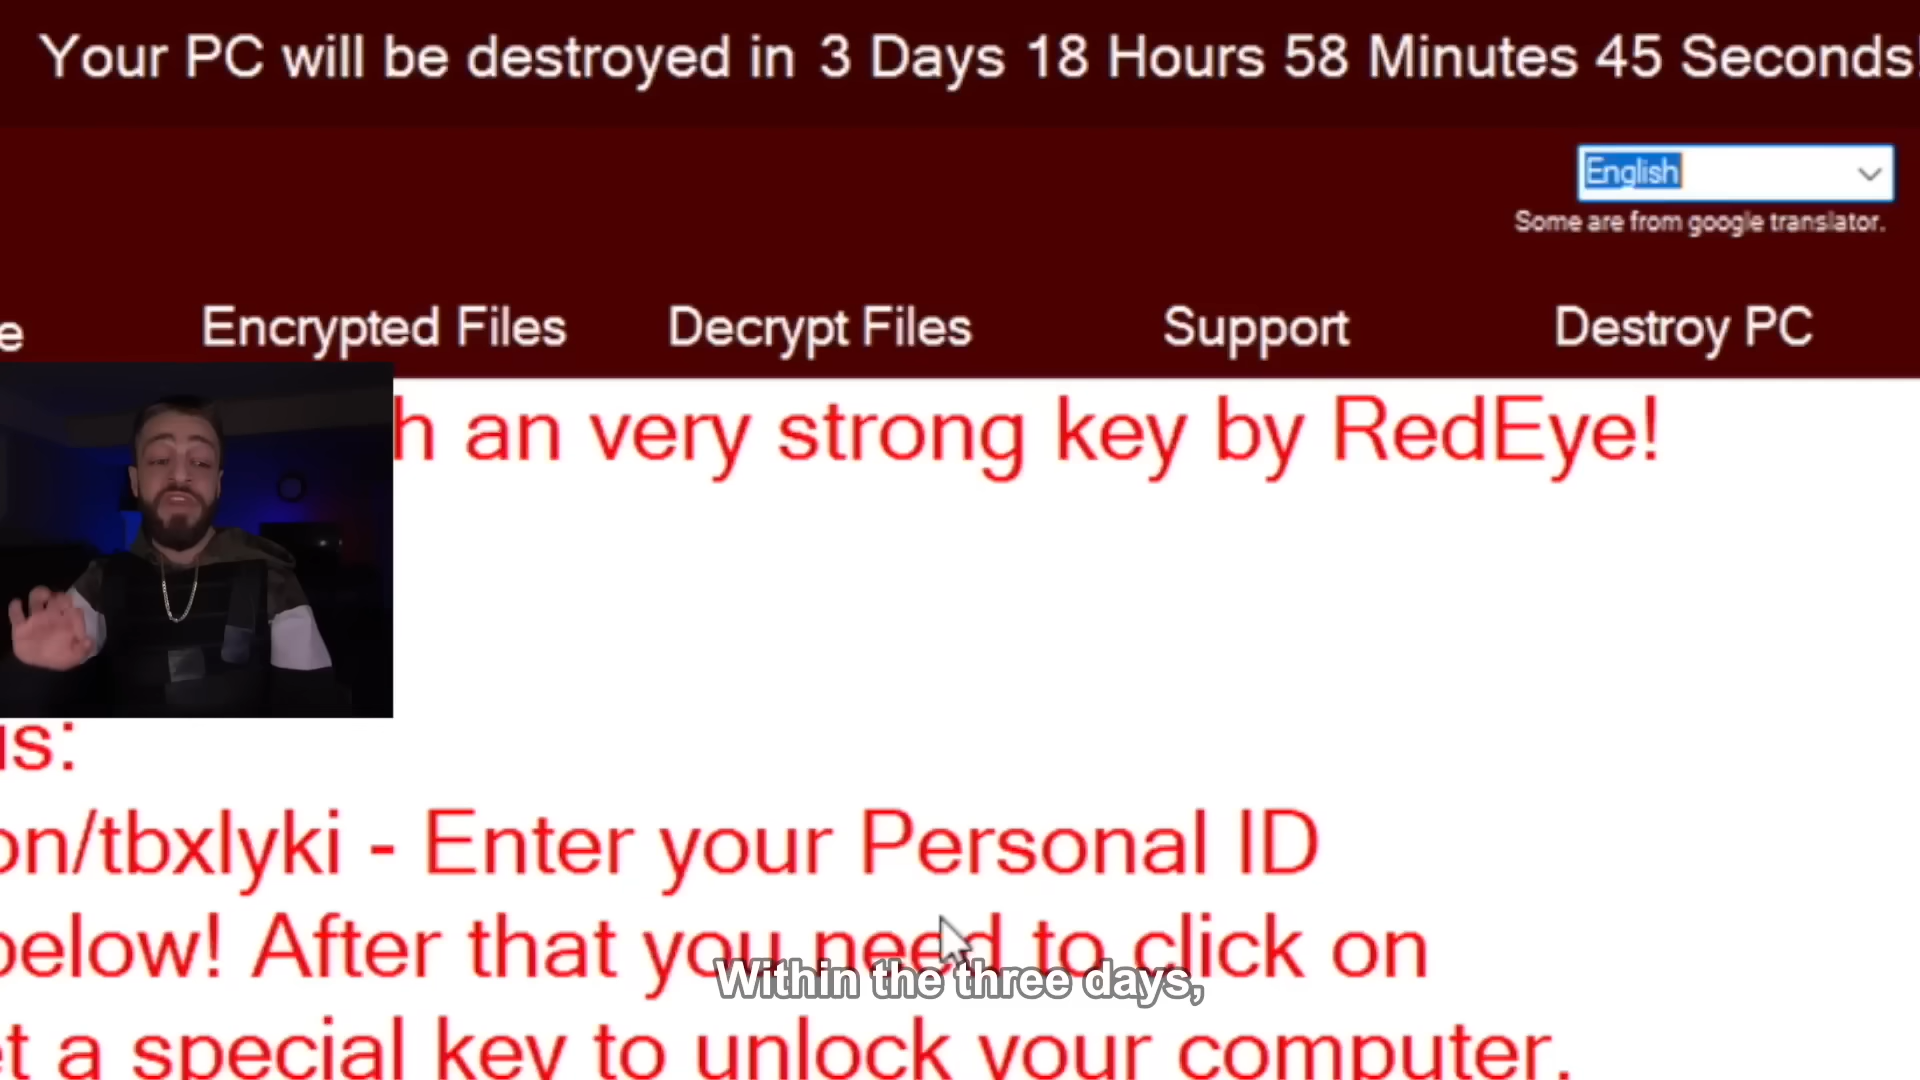 Your PC will be destroyed in 3 Days 18 Hours 58 Minutes 45 Seconds!
English
Some are from google translator.
e Encrypted Files Decrypt Files Support Destroy PC
h an very strong key by RedEye!
us:
on/tbxlyki - Enter your Personal ID
below! After that you need to click on
Within the three days,
et a special key to unlock your computer.